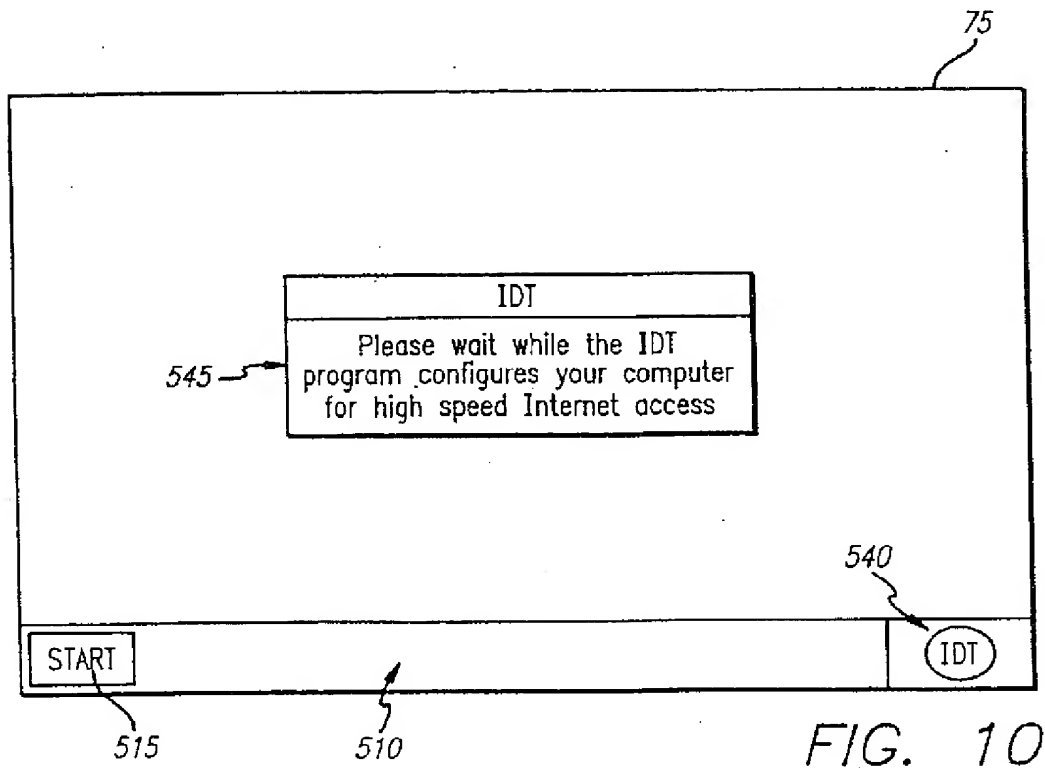 75
IDT
Please wait while the IDT
program configures your computer
for high speed Internet access
545
540
START
IDT
515
510
FIG. 10